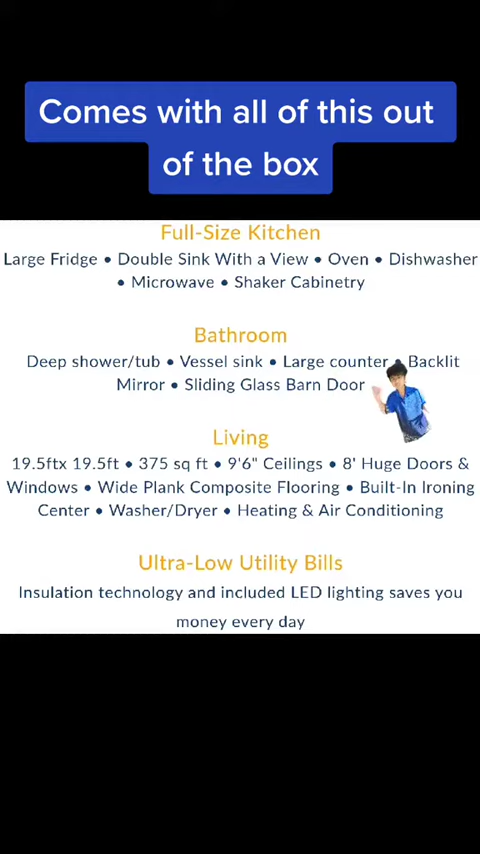 Comes with all of this out
of the box
Full-Size Kitchen
Large Fridge • Double Sink With a View • Oven • Dishwasher
• Microwave • Shaker Cabinetry
Bathroom
Deep shower/tub • Vessel sink • Large counter • Backlit
Mirror • Sliding Glass Barn Door
Living
19.5ftx 19.5ft • 375 sq ft • 9'6" Ceilings • 8' Huge Doors &
Windows • Wide Plank Composite Flooring • Built-In Ironing
Center • Washer/Dryer • Heating & Air Conditioning
Ultra-Low Utility Bills
Insulation technology and included LED lighting saves you
money every day